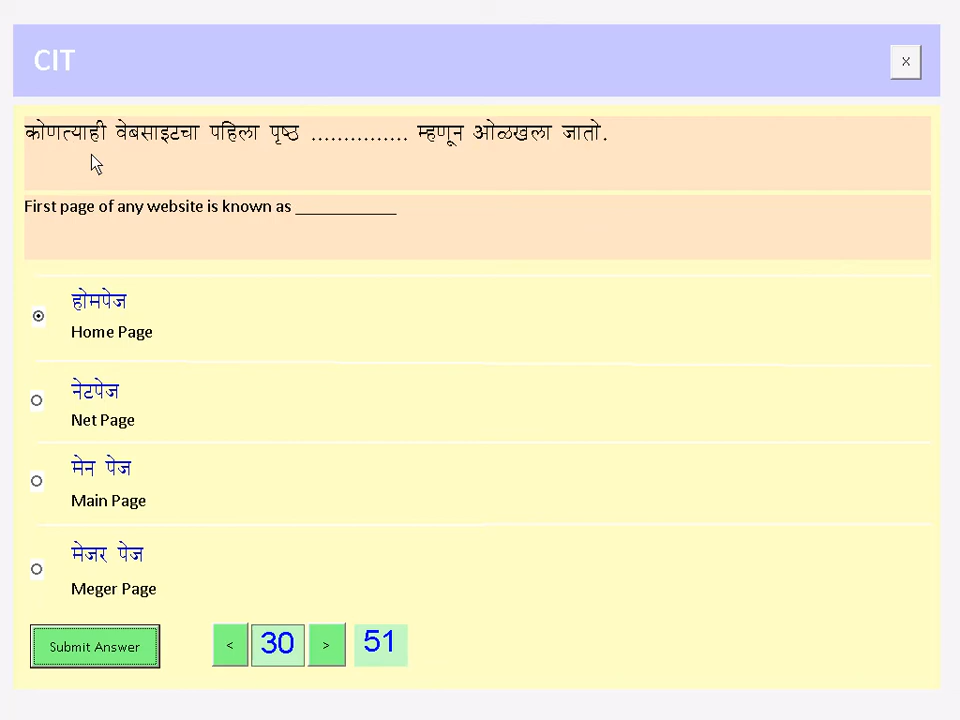 CIT
x
कोणत्याही वेबसाइटचा पहिला पृष्ठ ............... म्हणून ओळखला जातो.
First page of any website is known as ____________
होमपेज
Home Page
नेटपेज
Net Page
मेन पेज
Main Page
मेजर पेज
Meger Page
Submit Answer < 30 > 51